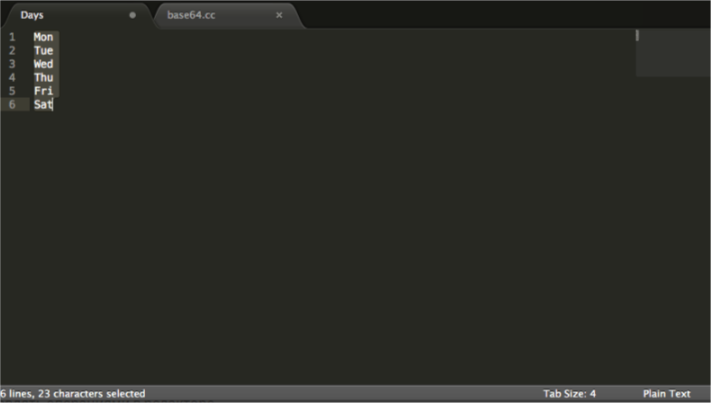 Days
base64.cc ×
1 Mon
2 Tue
3 Wed
4 Thu
5 Fri
6 Sat
6 lines, 23 characters selected
Tab Size: 4
Plain Text